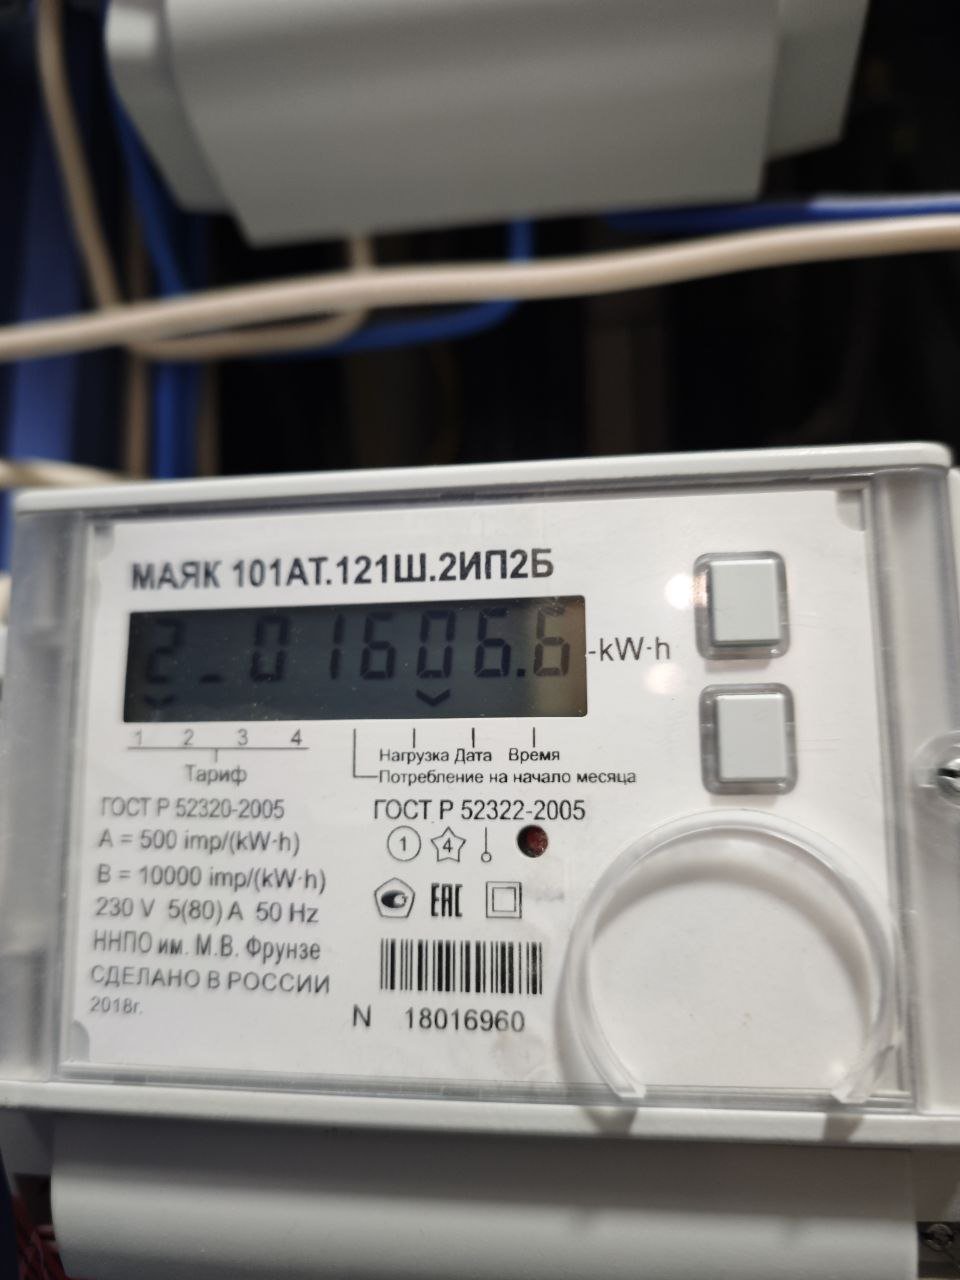 МАЯК 101АТ.121Ш.2ИП2Б
2_01606.6 -kW·h
1 2 3 4
Тариф
Нагрузка Дата Время
Потребление на начало месяца
ГОСТ Р 52320-2005
ГОСТ Р 52322-2005
A = 500 imp/(kW·h)
1 4
B = 10000 imp/(kW·h)
EAC
230 V 5(80) A 50 Hz
ННПО им. М.В. Фрунзе
СДЕЛАНО В РОССИИ
2018г.
N 18016960